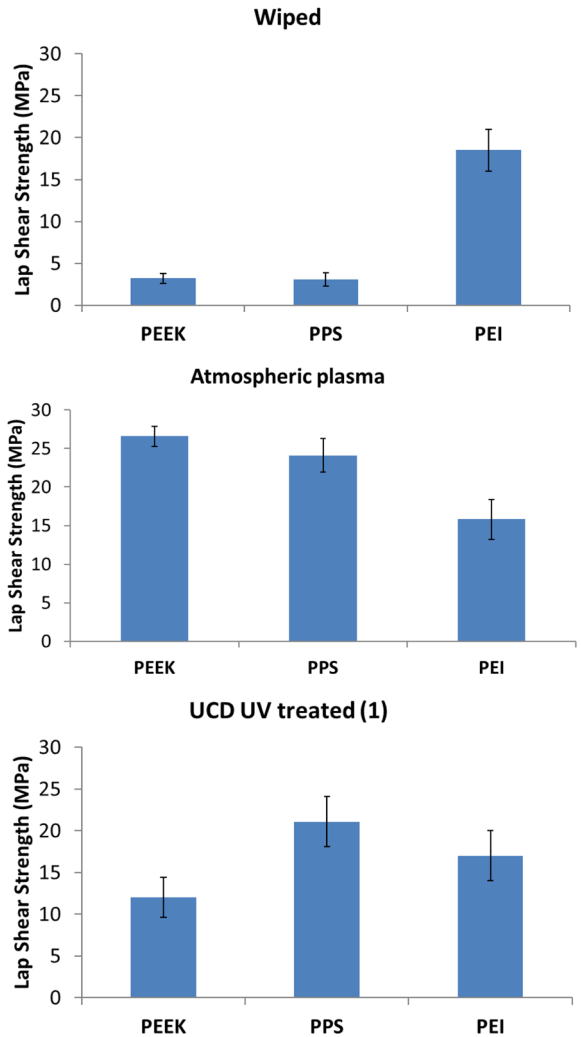 Wiped
Lap Shear Strength (MPa)
30
25
20
15
10
5
0
PEEK PPS PEI
Atmospheric plasma
Lap Shear Strength (MPa)
30
25
20
15
10
5
0
PEEK PPS PEI
UCD UV treated (1)
Lap Shear Strength (MPa)
30
25
20
15
10
5
0
PEEK PPS PEI